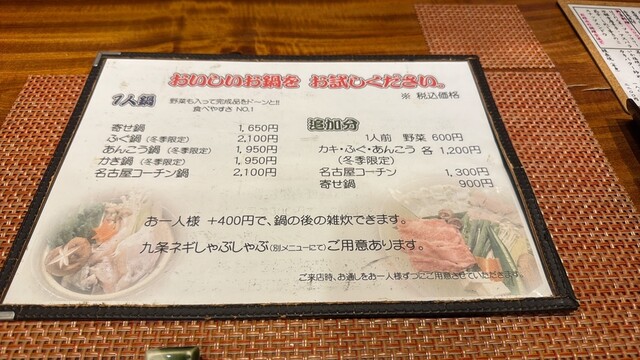 おいしいお鍋を お試しください。
※ 税込価格
1人鍋
野菜も入って完成品をドーンと!!
食べやすさ NO.1
寄せ鍋 1,650円
ふぐ鍋 (冬季限定) 2,100円
あんこう鍋 (冬季限定) 1,950円
かき鍋 (冬季限定) 1,950円
名古屋コーチン鍋 2,100円
追加分
1人前 野菜 600円
カキ・ふぐ・あんこう 各 1,200円
(冬季限定)
名古屋コーチン 1,300円
寄せ鍋 900円
お一人様 +400円で、鍋の後の雑炊できます。
九条ネギしゃぶしゃぶ(別メニューにて)ご用意あります。
ご来店時、お通しをお一人様ずつにご用意させていただきます。